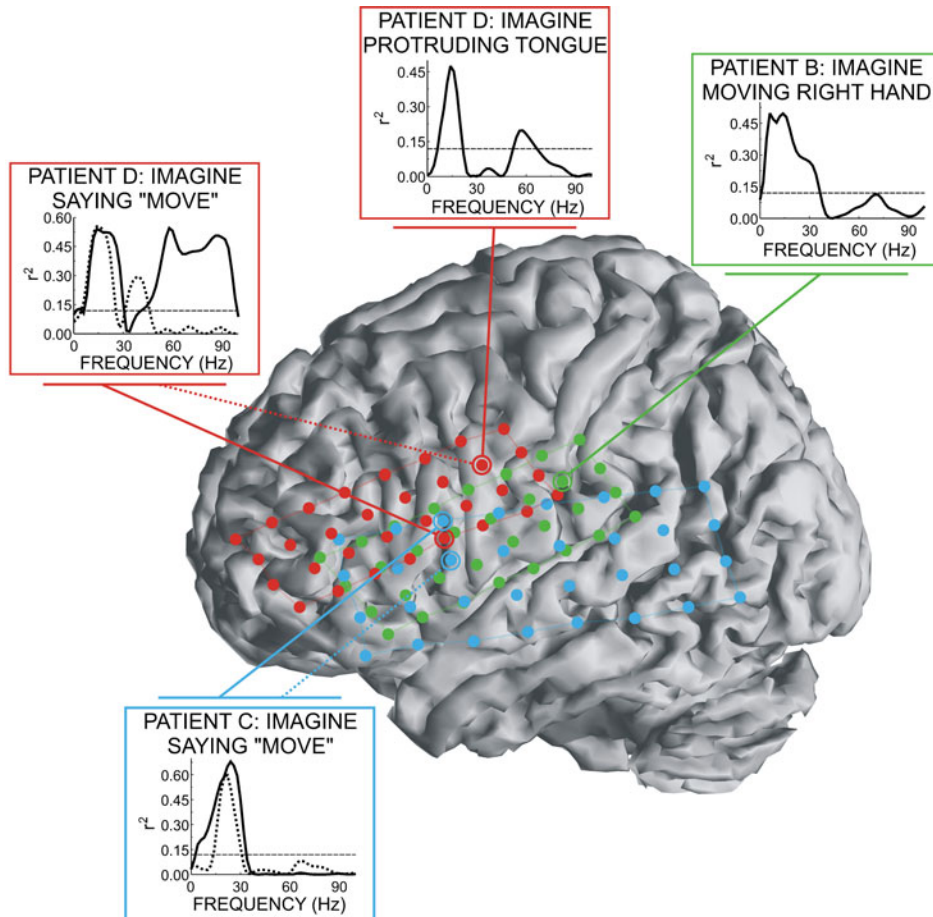 PATIENT D: IMAGINE
PROTRUDING TONGUE
0.45
0.30
0.15
0.00
r²
0 30 60 90
FREQUENCY (Hz)
PATIENT B: IMAGINE
MOVING RIGHT HAND
0.45
0.30
0.15
0.00
r²
0 30 60 90
FREQUENCY (Hz)
PATIENT D: IMAGINE
SAYING "MOVE"
0.60
0.45
0.30
0.15
0.00
r²
0 30 60 90
FREQUENCY (Hz)
PATIENT C: IMAGINE
SAYING "MOVE"
0.60
0.45
0.30
0.15
0.00
r²
0 30 60 90
FREQUENCY (Hz)